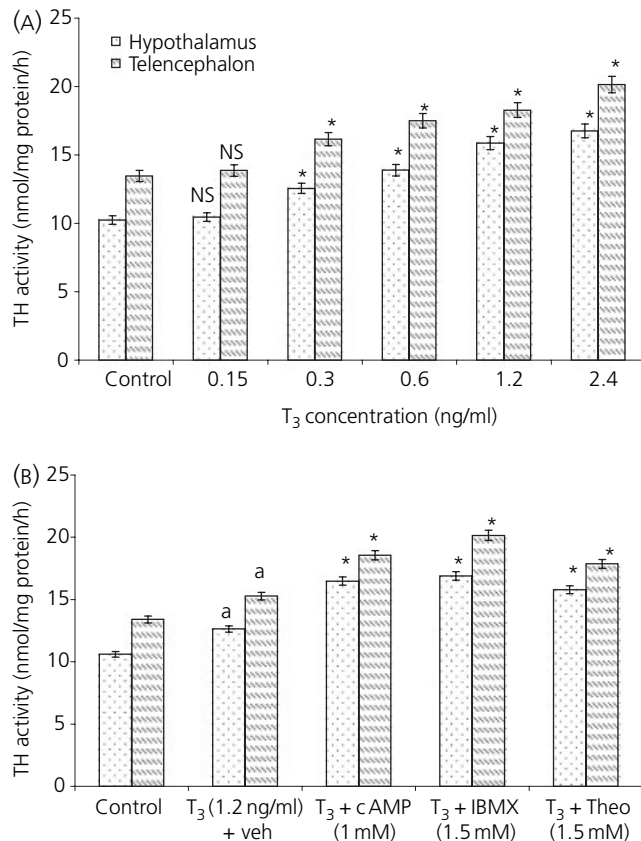 (A)
Hypothalamus
Telencephalon
TH activity (nmol/mg protein/h)
25
20
15
10
5
0
NS NS * * * * * * * *
Control 0.15 0.3 0.6 1.2 2.4
T₃ concentration (ng/ml)
(B)
TH activity (nmol/mg protein/h)
25
20
15
10
5
0
a a * * * * * *
Control T₃ (1.2 ng/ml) T₃ + cAMP T₃ + IBMX T₃ + Theo
+ veh (1 mM) (1.5 mM) (1.5 mM)